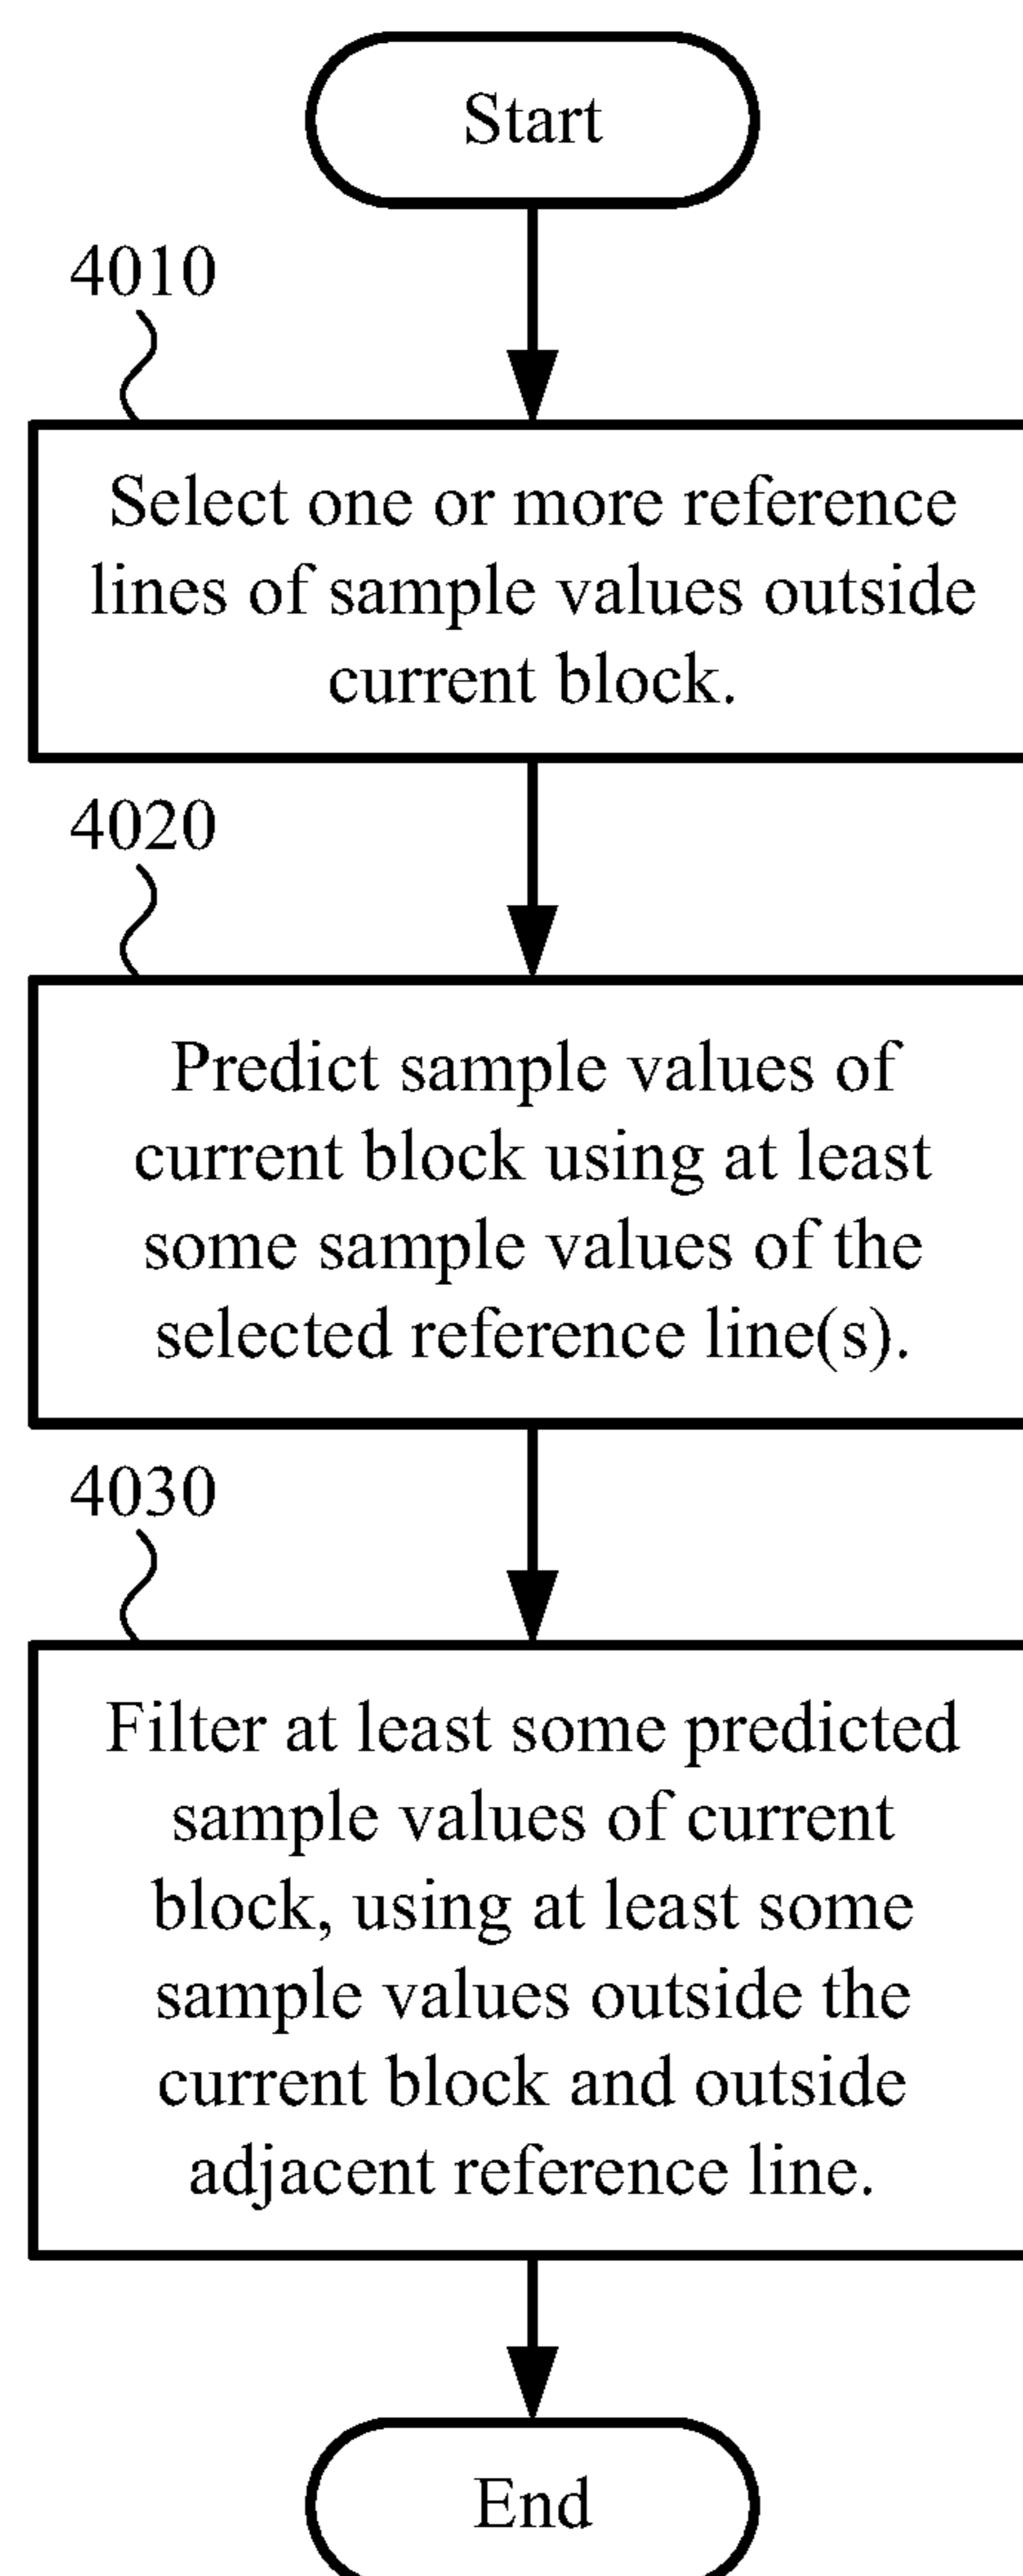 Start
4010
Select one or more reference
lines of sample values outside
current block.
4020
Predict sample values of
current block using at least
some sample values of the
selected reference line(s).
4030
Filter at least some predicted
sample values of current
block, using at least some
sample values outside the
current block and outside
adjacent reference line.
End